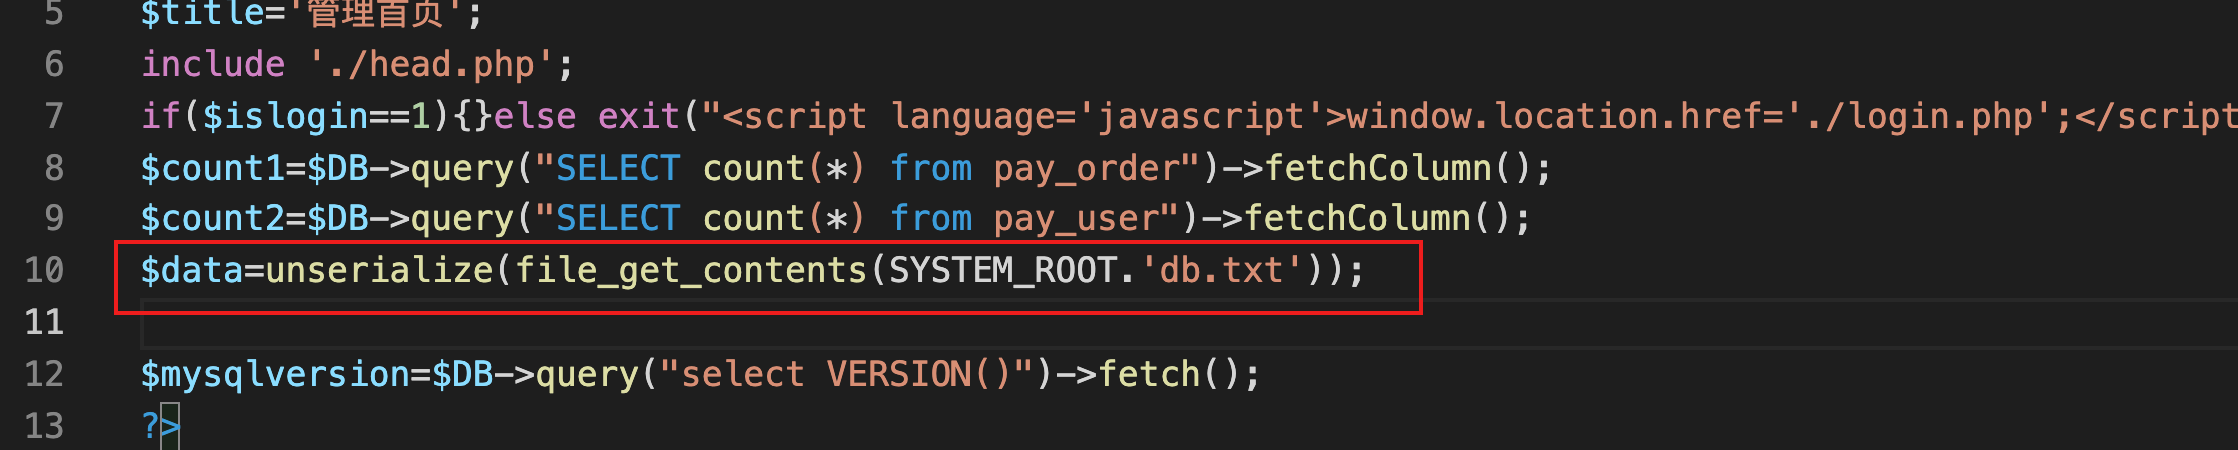 5 $title='管理首页';
6 include './head.php';
7 if($islogin==1){}else exit("<script language='javascript'>window.location.href='./login.php';</script
8 $count1=$DB->query("SELECT count(*) from pay_order")->fetchColumn();
9 $count2=$DB->query("SELECT count(*) from pay_user")->fetchColumn();
10 $data=unserialize(file_get_contents(SYSTEM_ROOT.'db.txt'));
11
12 $mysqlversion=$DB->query("select VERSION()")->fetch();
13 ?>